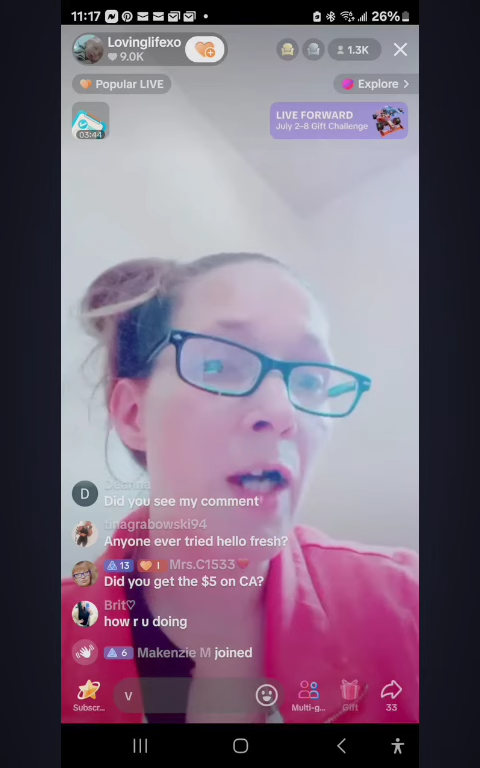 11:17
26%
Lovinglifexo
9.0K
1.3K
Popular LIVE
Explore >
03:44
LIVE FORWARD
July 2–8 Gift Challenge
D
Did you see my comment
tinagrabowski94
Anyone ever tried hello fresh?
13 I Mrs.C1533
Did you get the $5 on CA?
Brit♡
how r u doing
6 Makenzie M joined
V
Subscr...
Multi-g...
Gift
33